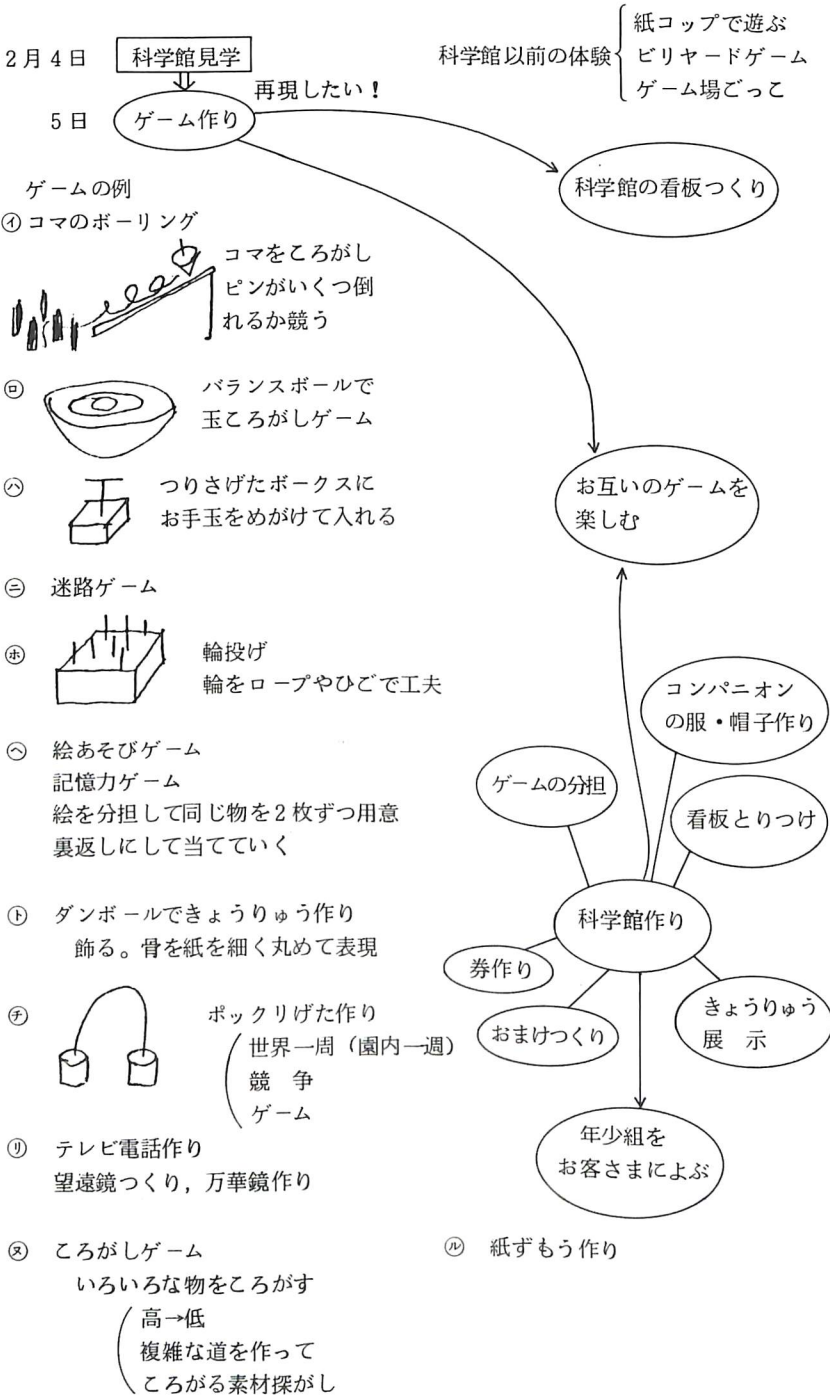 2月4日 科学館見学
科学館以前の体験
紙コップで遊ぶ
ビリヤードゲーム
ゲーム場ごっこ
再現したい！
5日 ゲーム作り
科学館の看板つくり
ゲームの例
㋑コマのボーリング
コマをころがし
ピンがいくつ倒
れるか競う
㋺ バランスボールで
玉ころがしゲーム
㋩ つりさげたボークスに
お手玉をめがけて入れる
お互いのゲームを
楽しむ
㋥ 迷路ゲーム
㋭ 輪投げ
輪をロープやひごで工夫
コンパニオン
の服・帽子作り
㋬ 絵あそびゲーム
記憶力ゲーム
絵を分担して同じ物を2枚ずつ用意
裏返しにして当てていく
ゲームの分担
看板とりつけ
㋣ ダンボールできょうりゅう作り
飾る。骨を紙を細く丸めて表現
科学館作り
券作り
㋠ ポックリげた作り
世界一周（園内一週）
競争
ゲーム
おまけつくり
きょうりゅう
展示
㋷ テレビ電話作り
望遠鏡つくり，万華鏡作り
年少組を
お客さまによぶ
㋦ ころがしゲーム
いろいろな物をころがす
高→低
複雑な道を作って
ころがる素材探がし
㋸ 紙ずもう作り